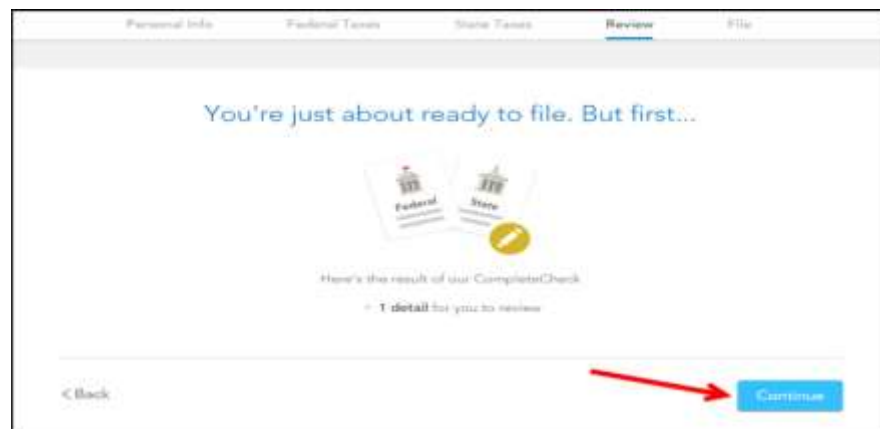 Personal Info Federal Taxes State Taxes Review File
You're just about ready to file. But first...
Federal State
Here's the result of our CompleteCheck
• 1 detail for you to review
< Back Continue